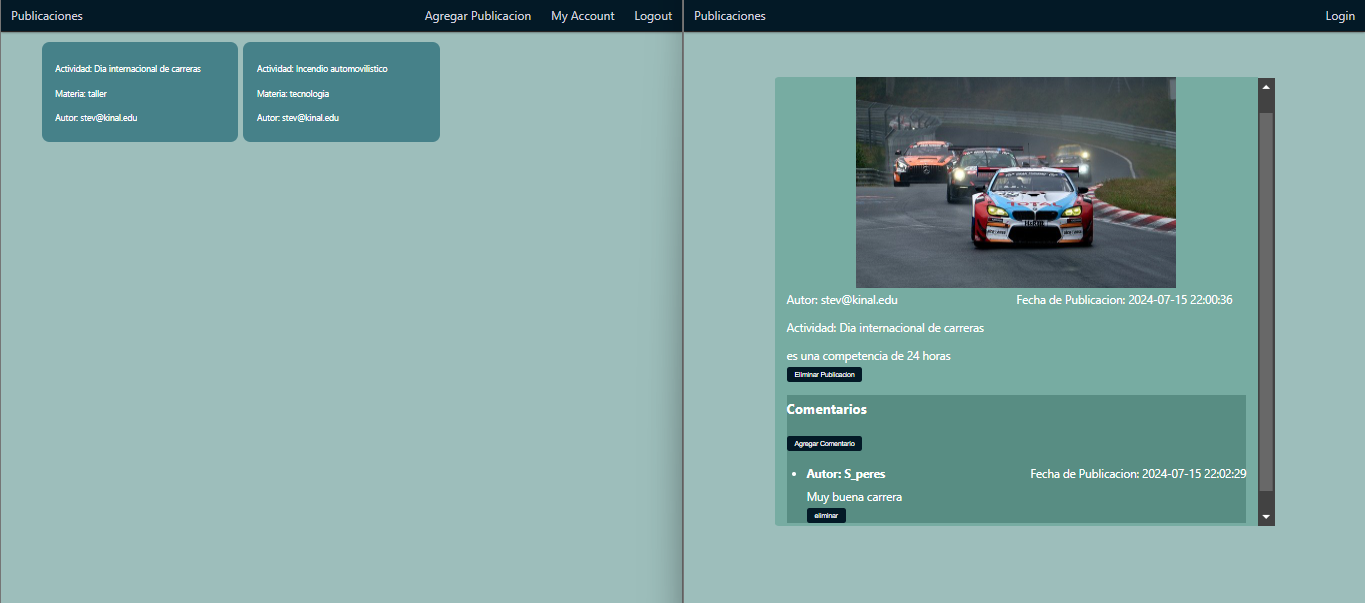 Publicaciones
Agregar Publicacion
My Account
Logout
Actividad: Dia internacional de carreras
Materia: taller
Autor: stev@kinal.edu
Actividad: Incendio automovilistico
Materia: tecnologia
Autor: stev@kinal.edu
Publicaciones
Login
TOTAL
Autor: stev@kinal.edu
Fecha de Publicacion: 2024-07-15 22:00:36
Actividad: Dia internacional de carreras
es una competencia de 24 horas
Eliminar Publicacion
Comentarios
Agregar Comentario
Autor: S_peres
Fecha de Publicacion: 2024-07-15 22:02:29
Muy buena carrera
eliminar